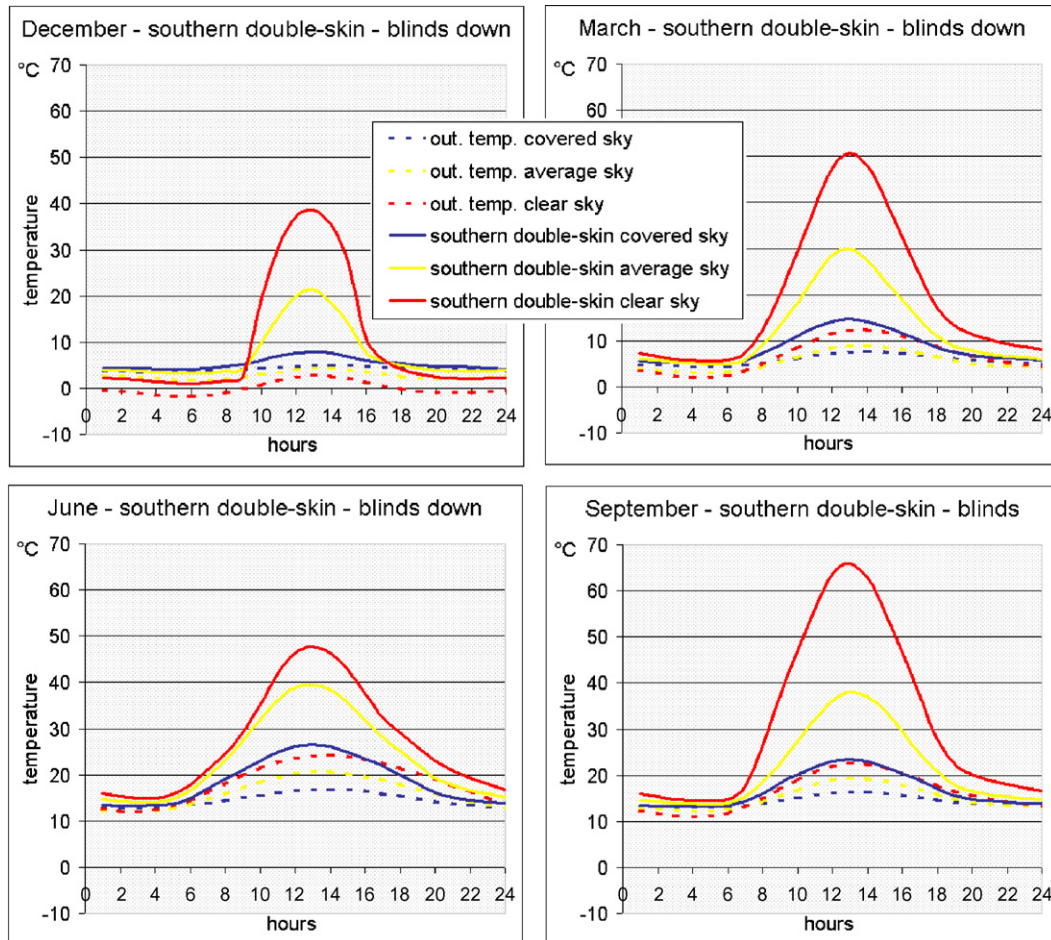 December - southern double-skin - blinds down
°C
70
60
50
40
30
20
10
0
-10
temperature
0 2 4 6 8 10 12 14 16 18 20 22 24
hours
March - southern double-skin - blinds down
°C
70
60
10
0
-10
0 2 4 6 8 10 12 14 16 18 20 22 24
hours
out. temp. covered sky
out. temp. average sky
out. temp. clear sky
southern double-skin covered sky
southern double-skin average sky
southern double-skin clear sky
June - southern double-skin - blinds down
°C
70
60
50
40
30
20
10
0
-10
temperature
0 2 4 6 8 10 12 14 16 18 20 22 24
hours
September - southern double-skin - blinds
°C
70
60
50
40
30
20
10
0
-10
temperature
0 2 4 6 8 10 12 14 16 18 20 22 24
hours